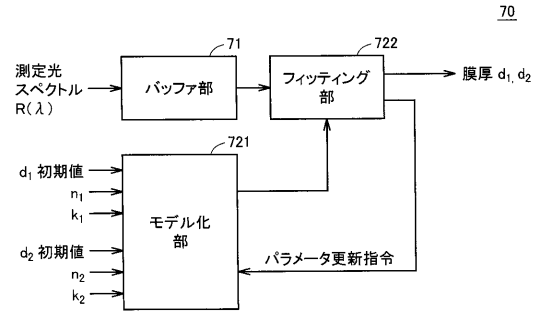 70
71
722
測定光
スペクトル
R(λ)
バッファ部
フィッティング
部
膜厚 d1, d2
721
d1 初期値
n1
k1
d2 初期値
n2
k2
モデル化
部
パラメータ更新指令